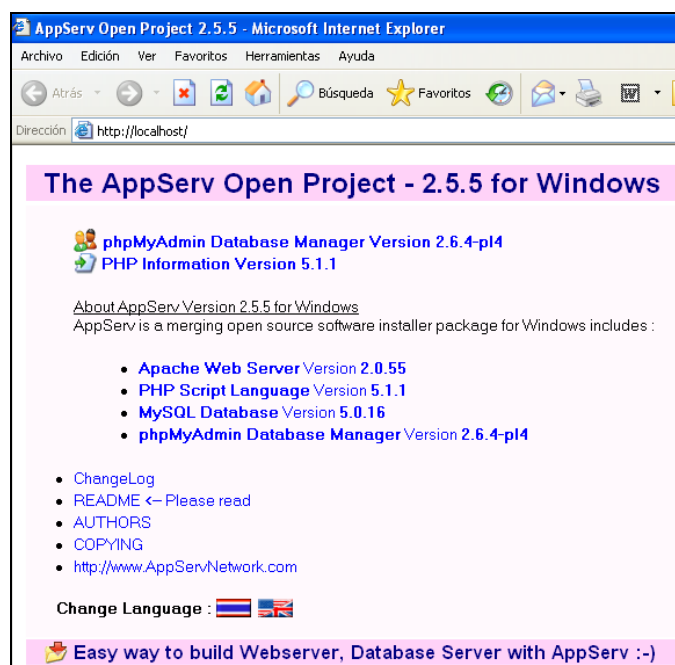 AppServ Open Project 2.5.5 - Microsoft Internet Explorer
Archivo Edición Ver Favoritos Herramientas Ayuda
Atrás Búsqueda Favoritos
Dirección http://localhost/
The AppServ Open Project - 2.5.5 for Windows
phpMyAdmin Database Manager Version 2.6.4-pl4
PHP Information Version 5.1.1
About AppServ Version 2.5.5 for Windows
AppServ is a merging open source software installer package for Windows includes :
• Apache Web Server Version 2.0.55
• PHP Script Language Version 5.1.1
• MySQL Database Version 5.0.16
• phpMyAdmin Database Manager Version 2.6.4-pl4
• ChangeLog
• README <-- Please read
• AUTHORS
• COPYING
• http://www.AppServNetwork.com
Change Language :
Easy way to build Webserver, Database Server with AppServ :-)